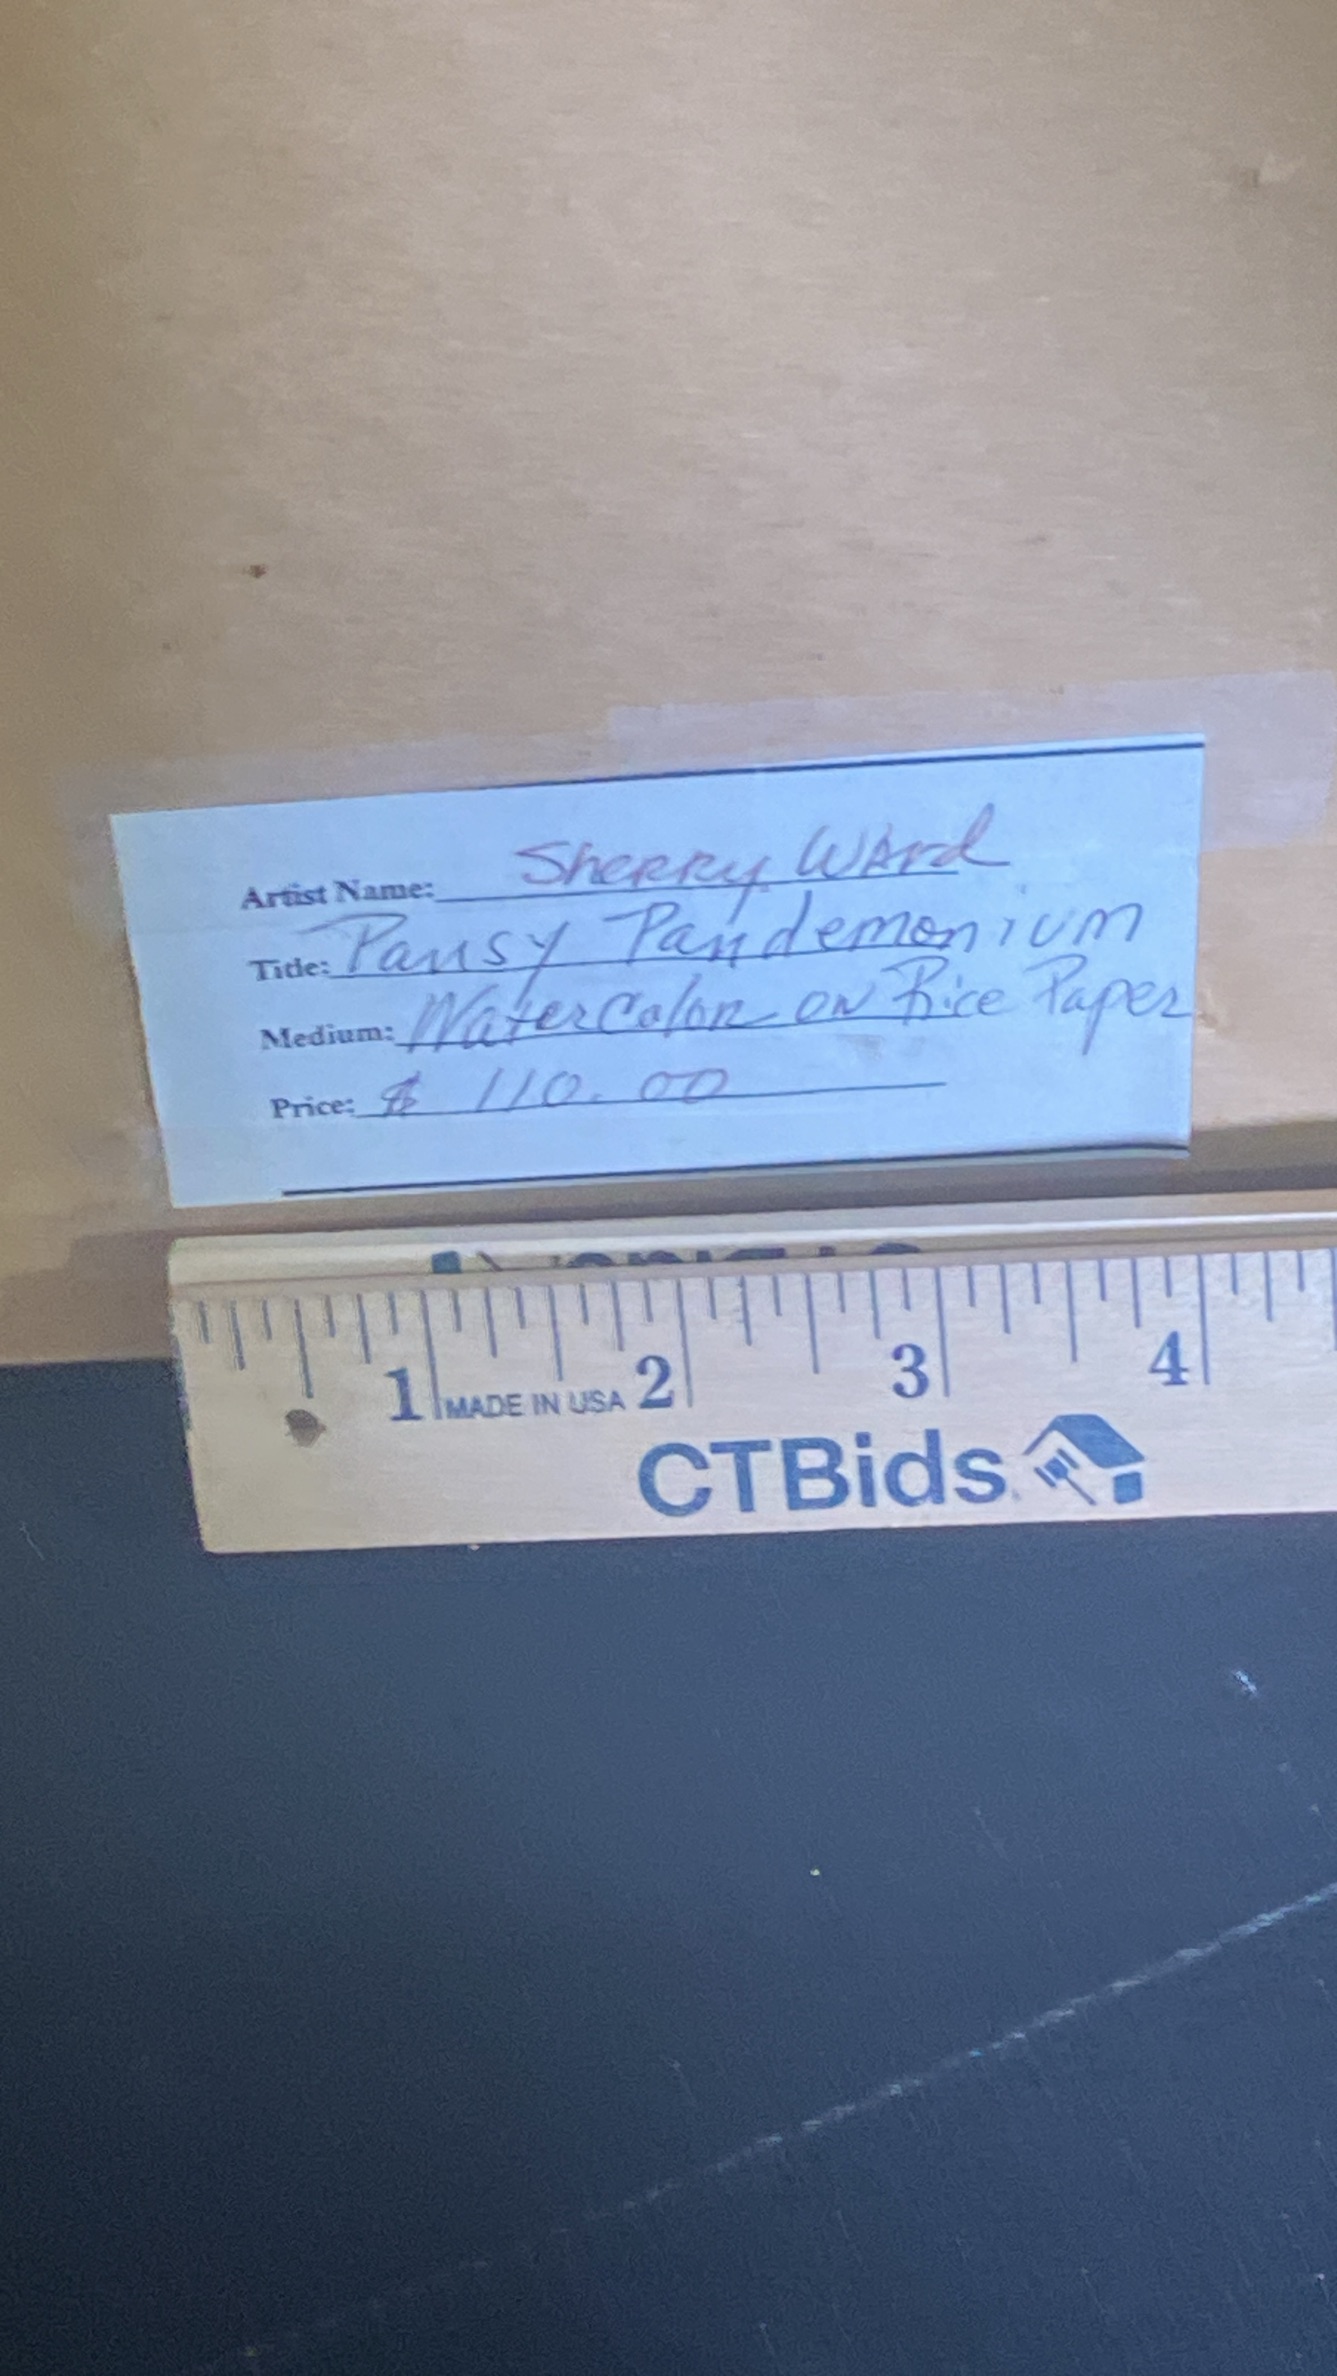 Artist Name: Sherry Ward
Title: Pansy Pandemonium
Medium: Watercolor on Rice Paper
Price: $ 110.00
1 2 3 4
MADE IN USA
CTBids